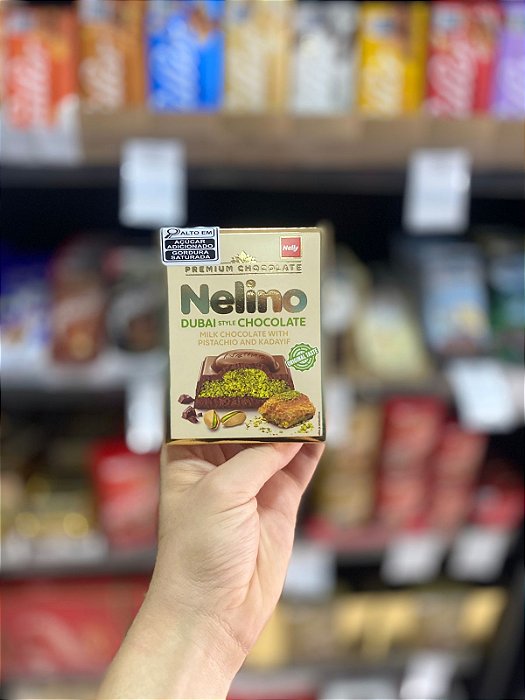 ALTO EM
AÇÚCAR
ADICIONADO
GORDURA
SATURADA
Nelly
PREMIUM CHOCOLATE
Nelino
DUBAI STYLE CHOCOLATE
MILK CHOCOLATE WITH
PISTACHIO AND KADAYIF